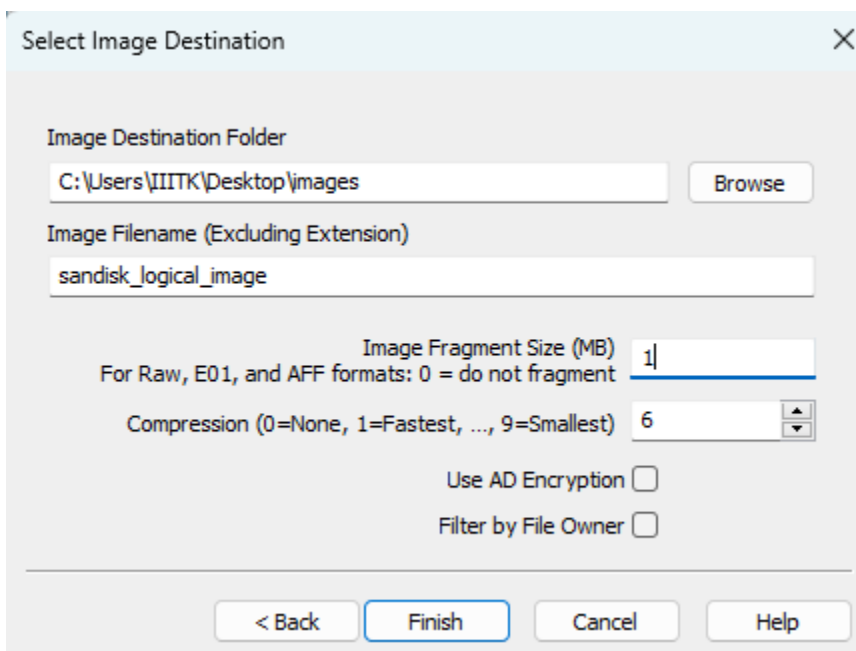 Select Image Destination
Image Destination Folder
C:\Users\IIITK\Desktop\images
Browse
Image Filename (Excluding Extension)
sandisk_logical_image
Image Fragment Size (MB)
For Raw, E01, and AFF formats: 0 = do not fragment
1
Compression (0=None, 1=Fastest, ..., 9=Smallest)
6
Use AD Encryption
Filter by File Owner
< Back
Finish
Cancel
Help